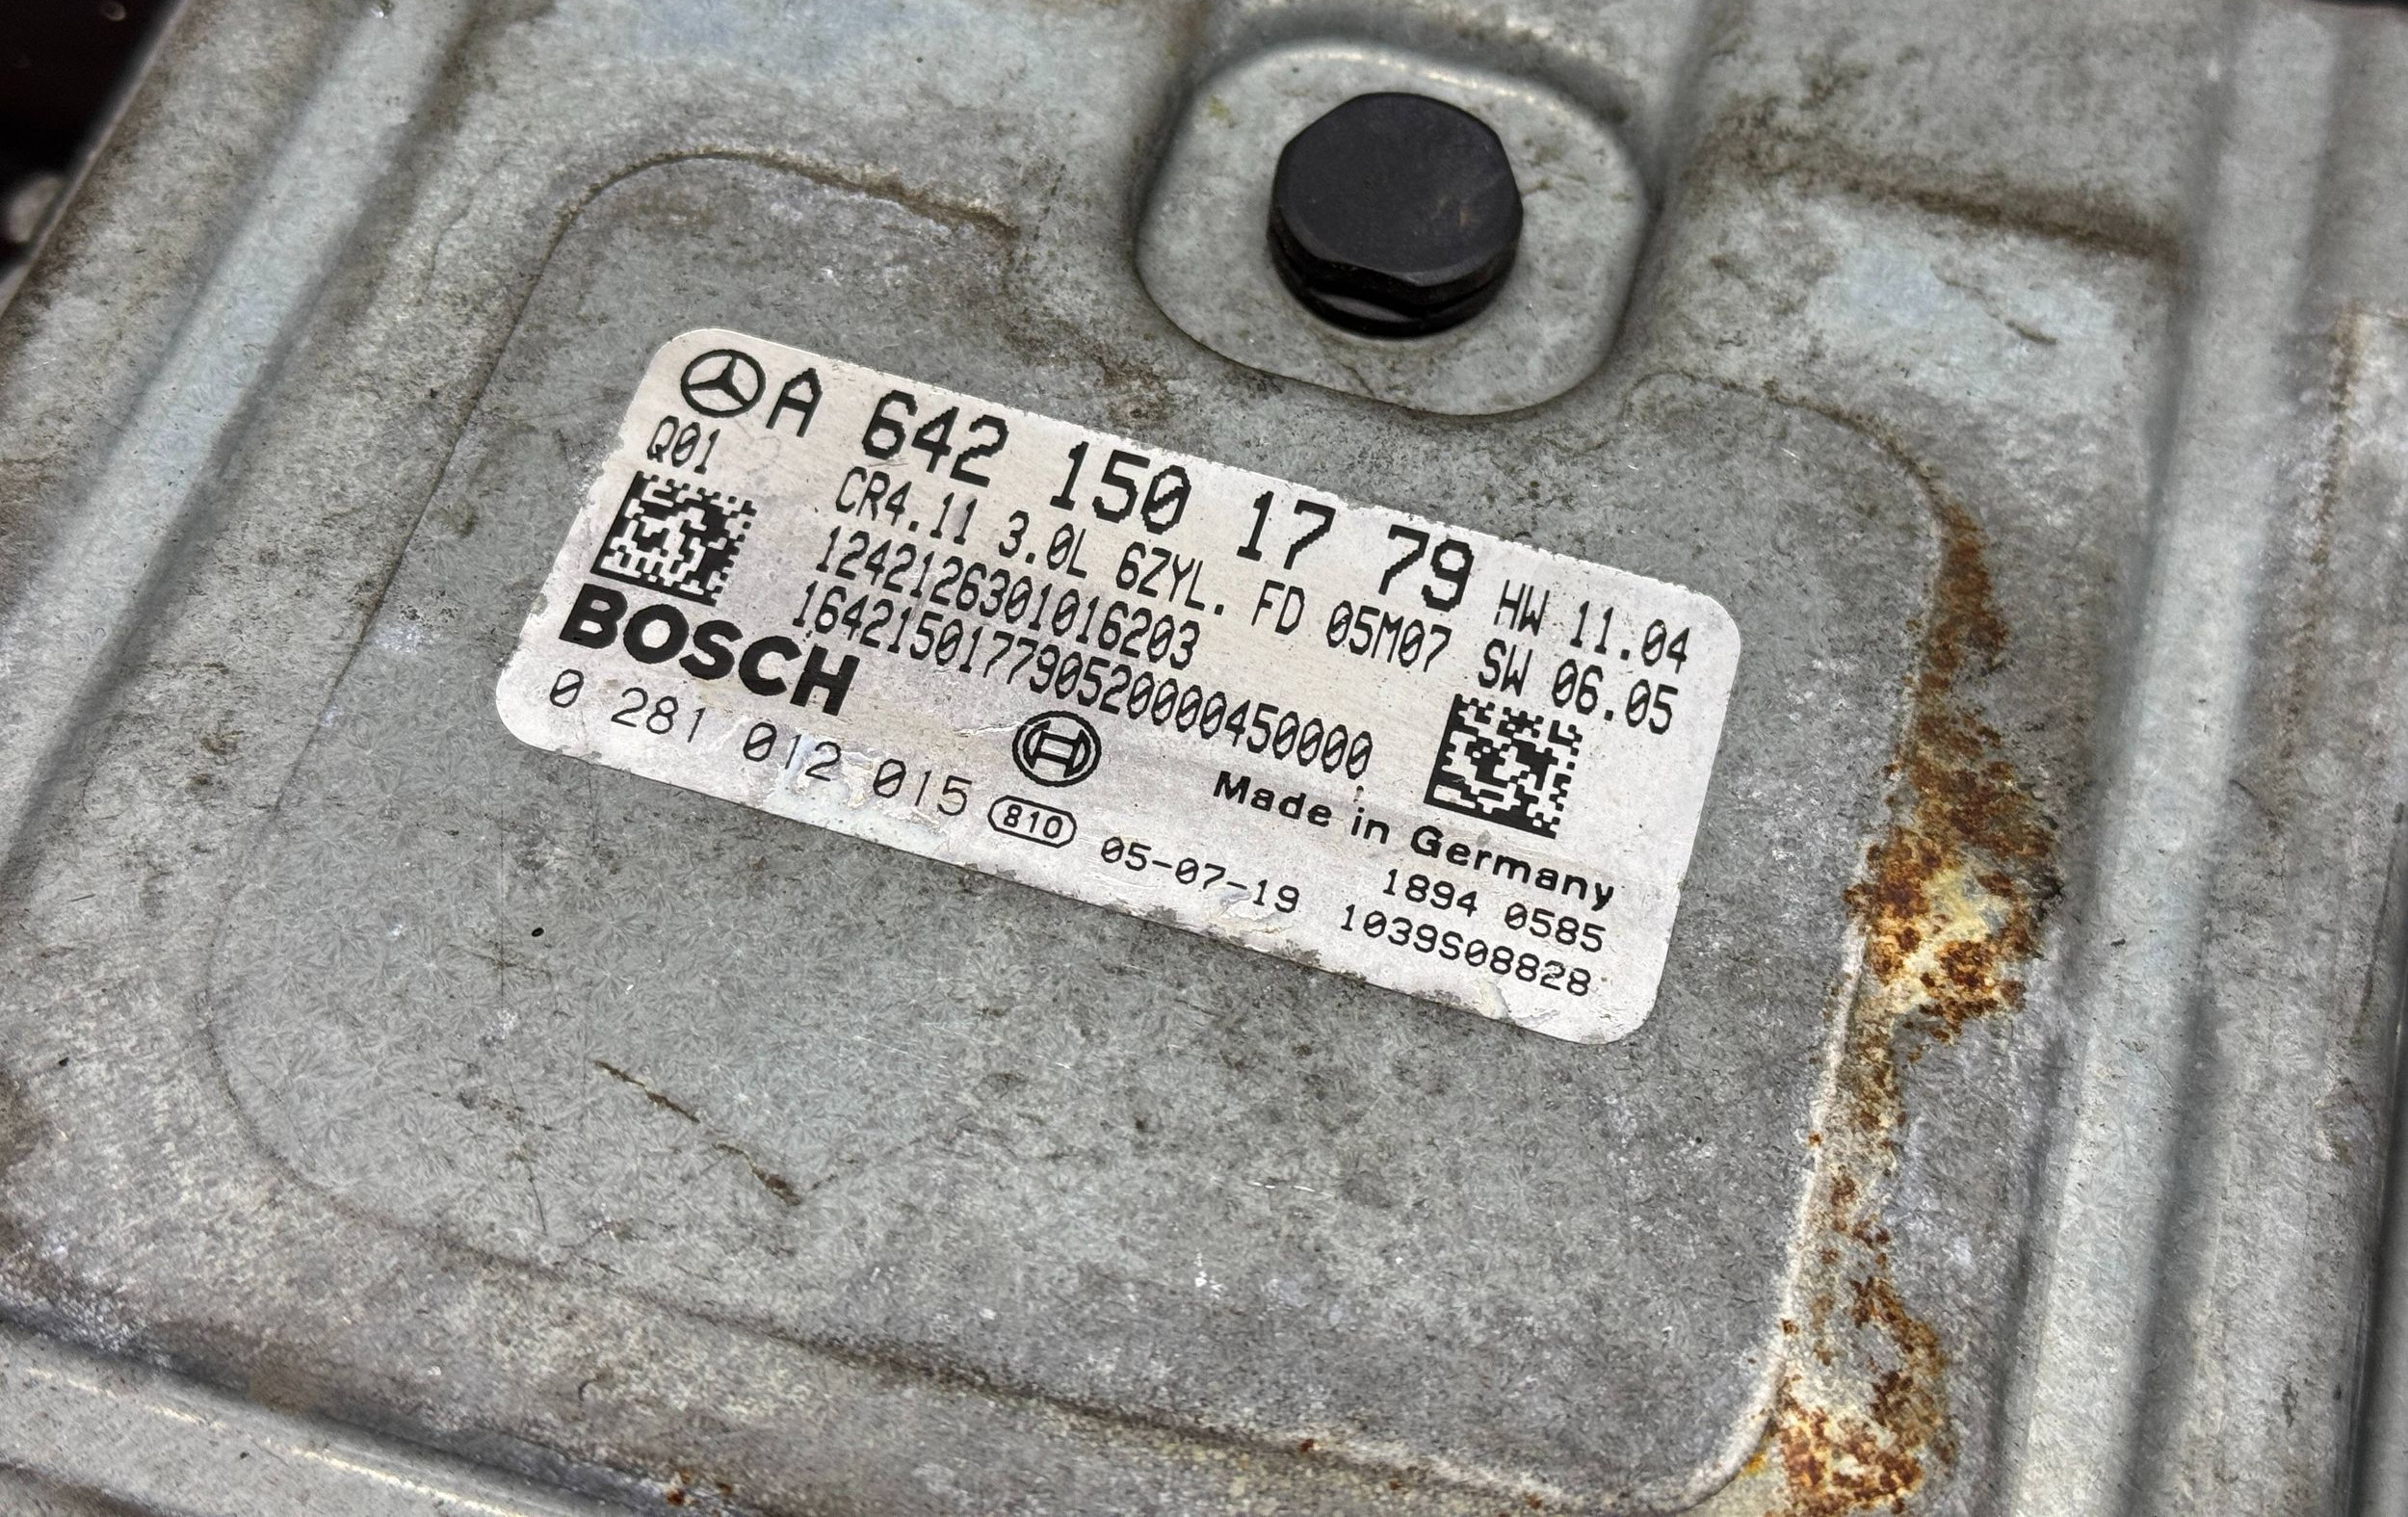 A 642 150 17 79 HW 11.04
Q01 CR4.11 3.0L 6ZYL. FD 05M07 SW 06.05
1242126301016203
164215017790520000450000
BOSCH
Made in Germany
0 281 012 015 810 05-07-19
1894 0585
1039S08828